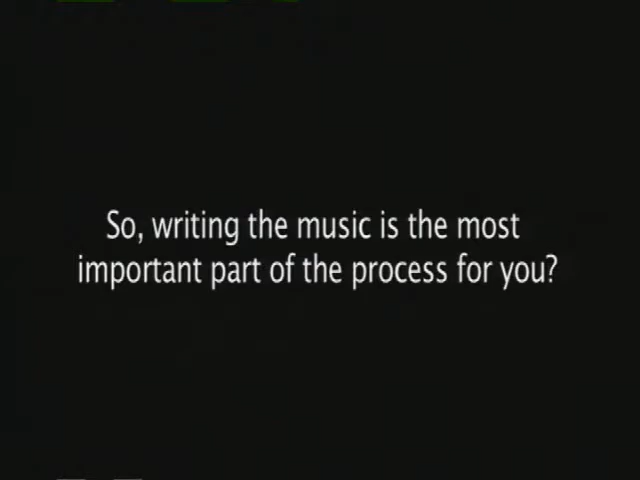 So, writing the music is the most
important part of the process for you?